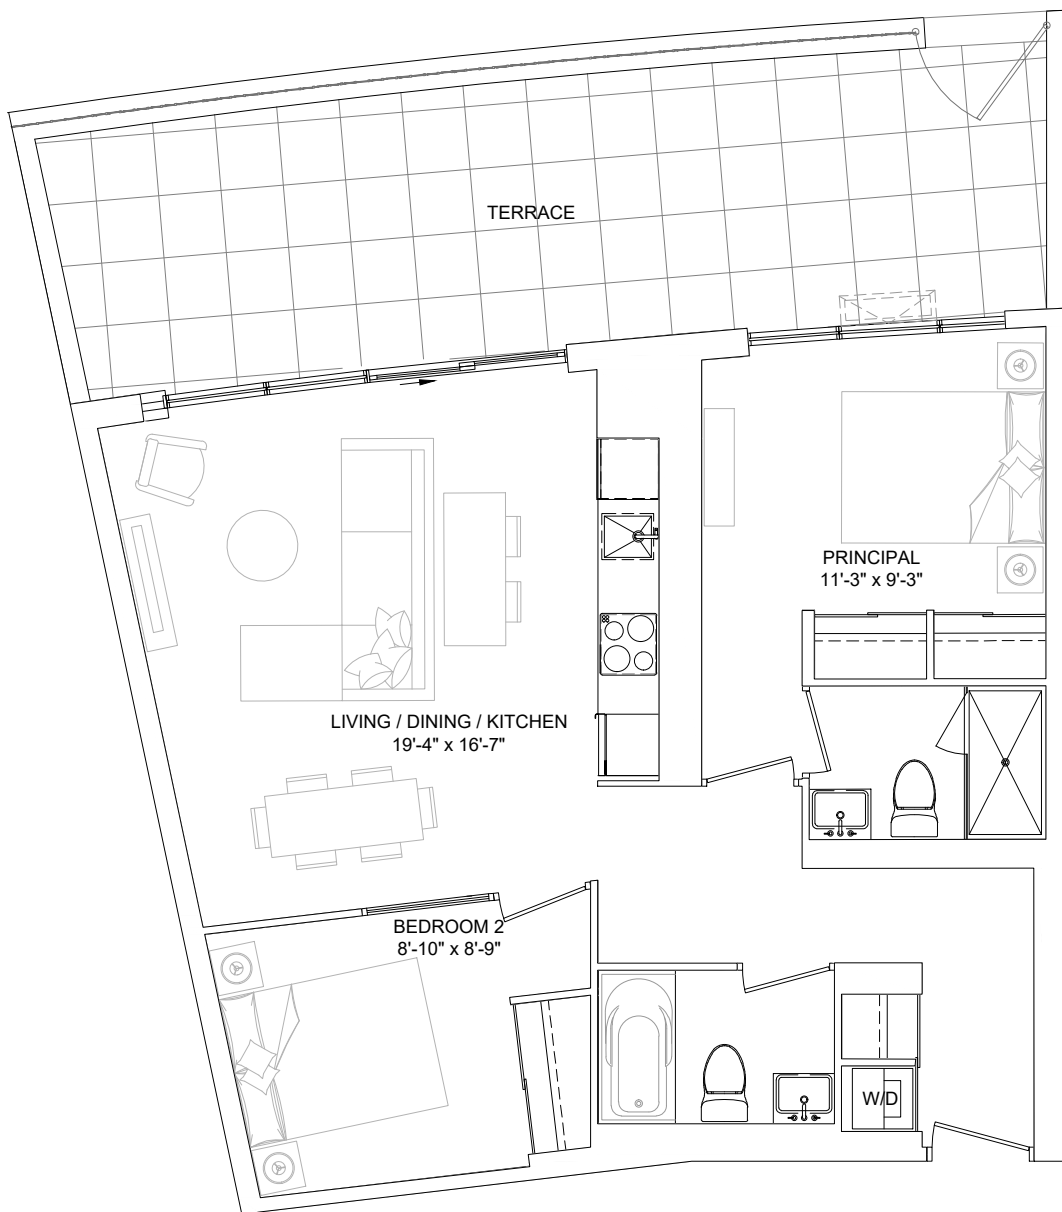 TERRACE
PRINCIPAL
11'-3" x 9'-3"
LIVING / DINING / KITCHEN
19'-4" x 16'-7"
BEDROOM 2
8'-10" x 8'-9"
W/D